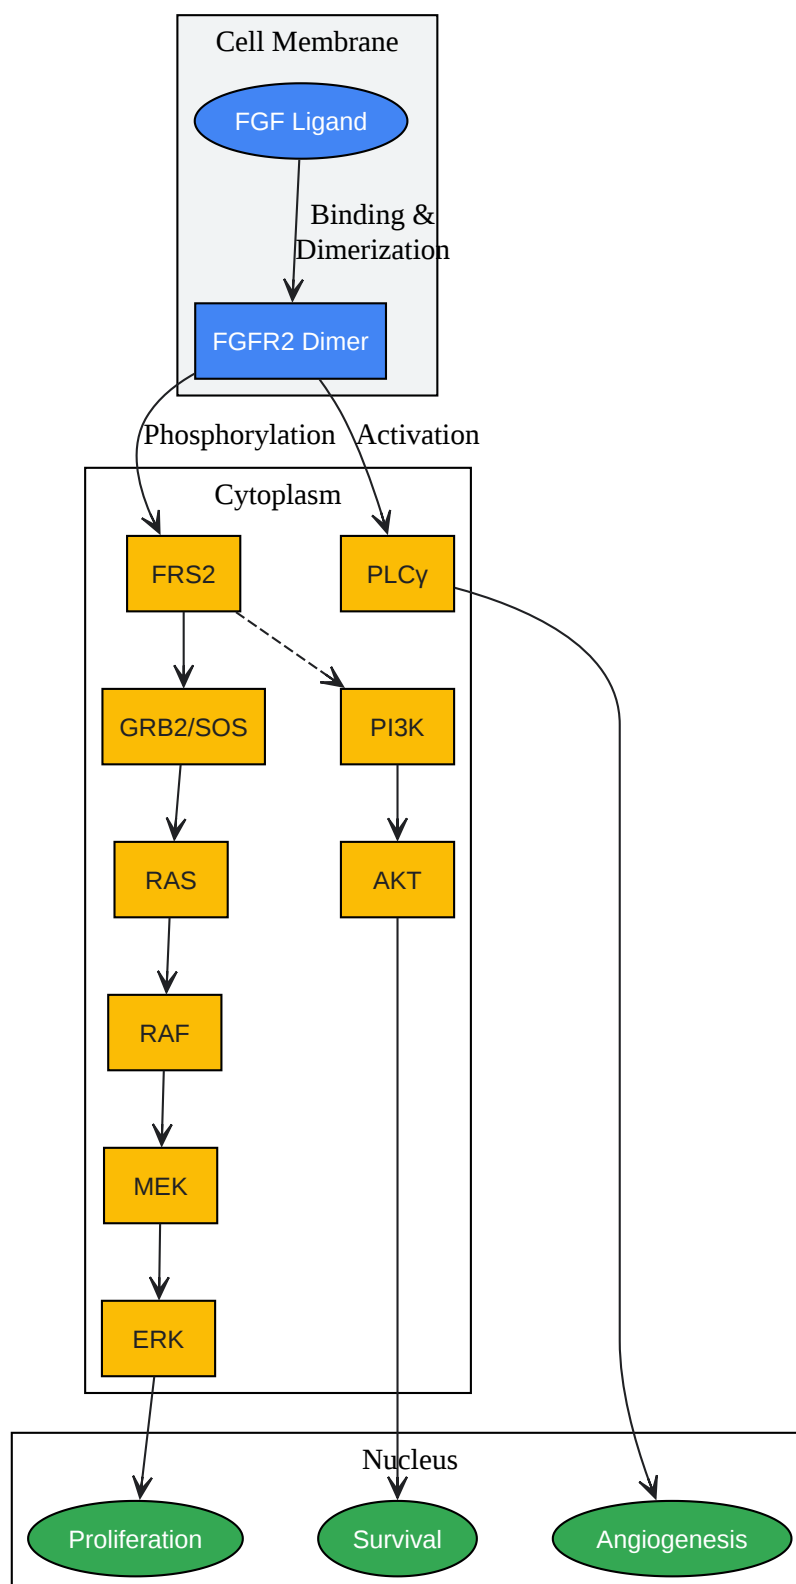 Cell Membrane
FGF Ligand
Binding &
Dimerization
FGFR2 Dimer
Phosphorylation
Activation
Cytoplasm
FRS2
PLCγ
GRB2/SOS
PI3K
RAS
AKT
RAF
MEK
ERK
Nucleus
Proliferation
Survival
Angiogenesis